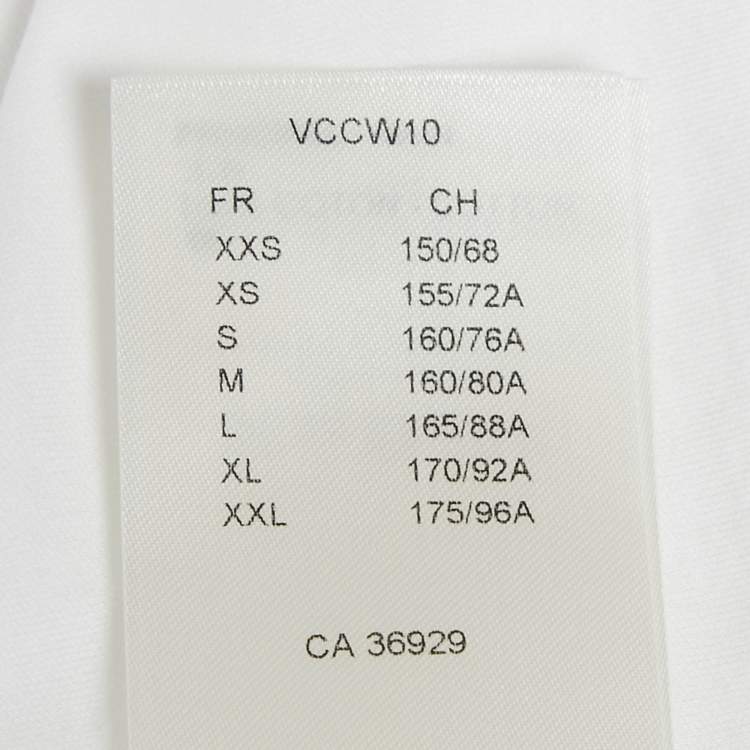 VCCW10
FR CH
XXS 150/68
XS 155/72A
S 160/76A
M 160/80A
L 165/88A
XL 170/92A
XXL 175/96A
CA 36929